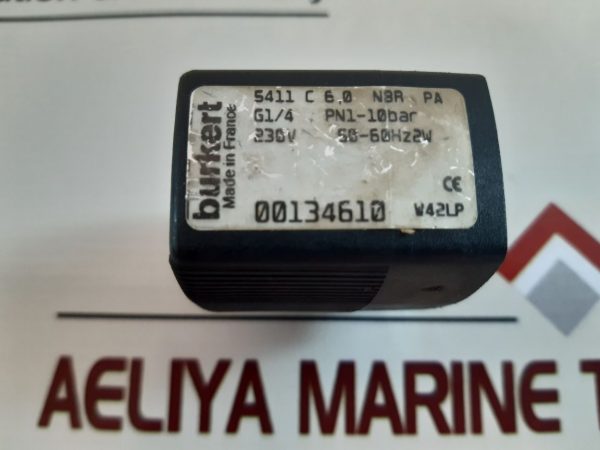 burkert
Made in France
5411 C 6,0 NBR PA
G1/4 PN1-10bar
230V 50-60Hz2W
CE
00134610 W42LP
AELIYA MARINE T